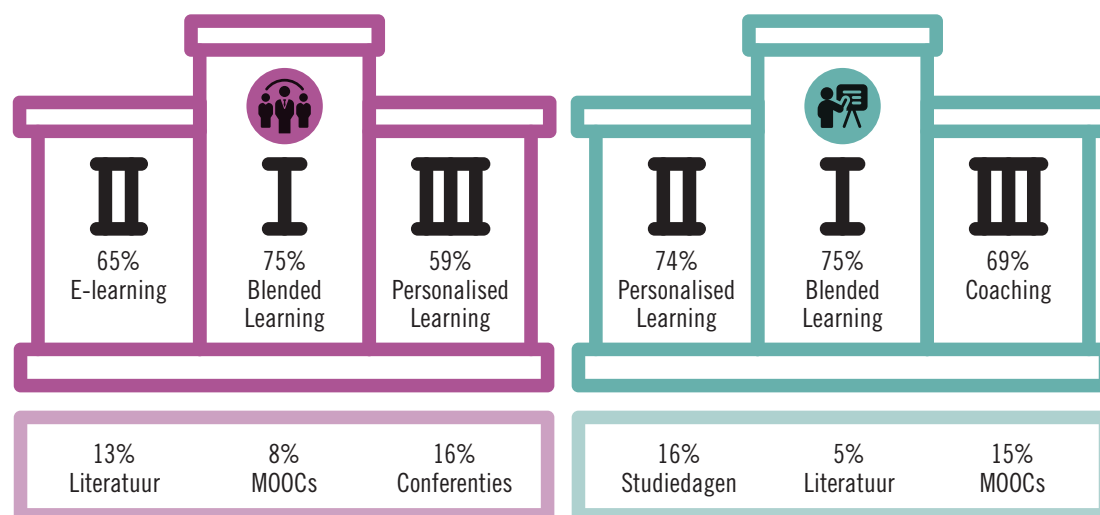 II
65%
E-learning
I
75%
Blended
Learning
III
59%
Personalised
Learning
13%
Literatuur
8%
MOOCs
16%
Conferenties
II
74%
Personalised
Learning
I
75%
Blended
Learning
III
69%
Coaching
16%
Studiedagen
5%
Literatuur
15%
MOOCs